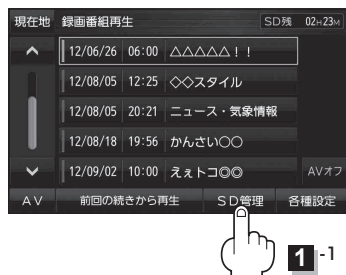 現在地 録画番組再生 SD残 02H23M
12/06/26 06:00 △△△△△！！
12/08/05 12:25 ◇◇スタイル
12/08/05 20:21 ニュース・気象情報
12/08/18 19:56 かんさい○○
12/09/02 10:00 えぇトコ◎◎
AVオフ
AV 前回の続きから再生 SD管理 各種設定
1-1